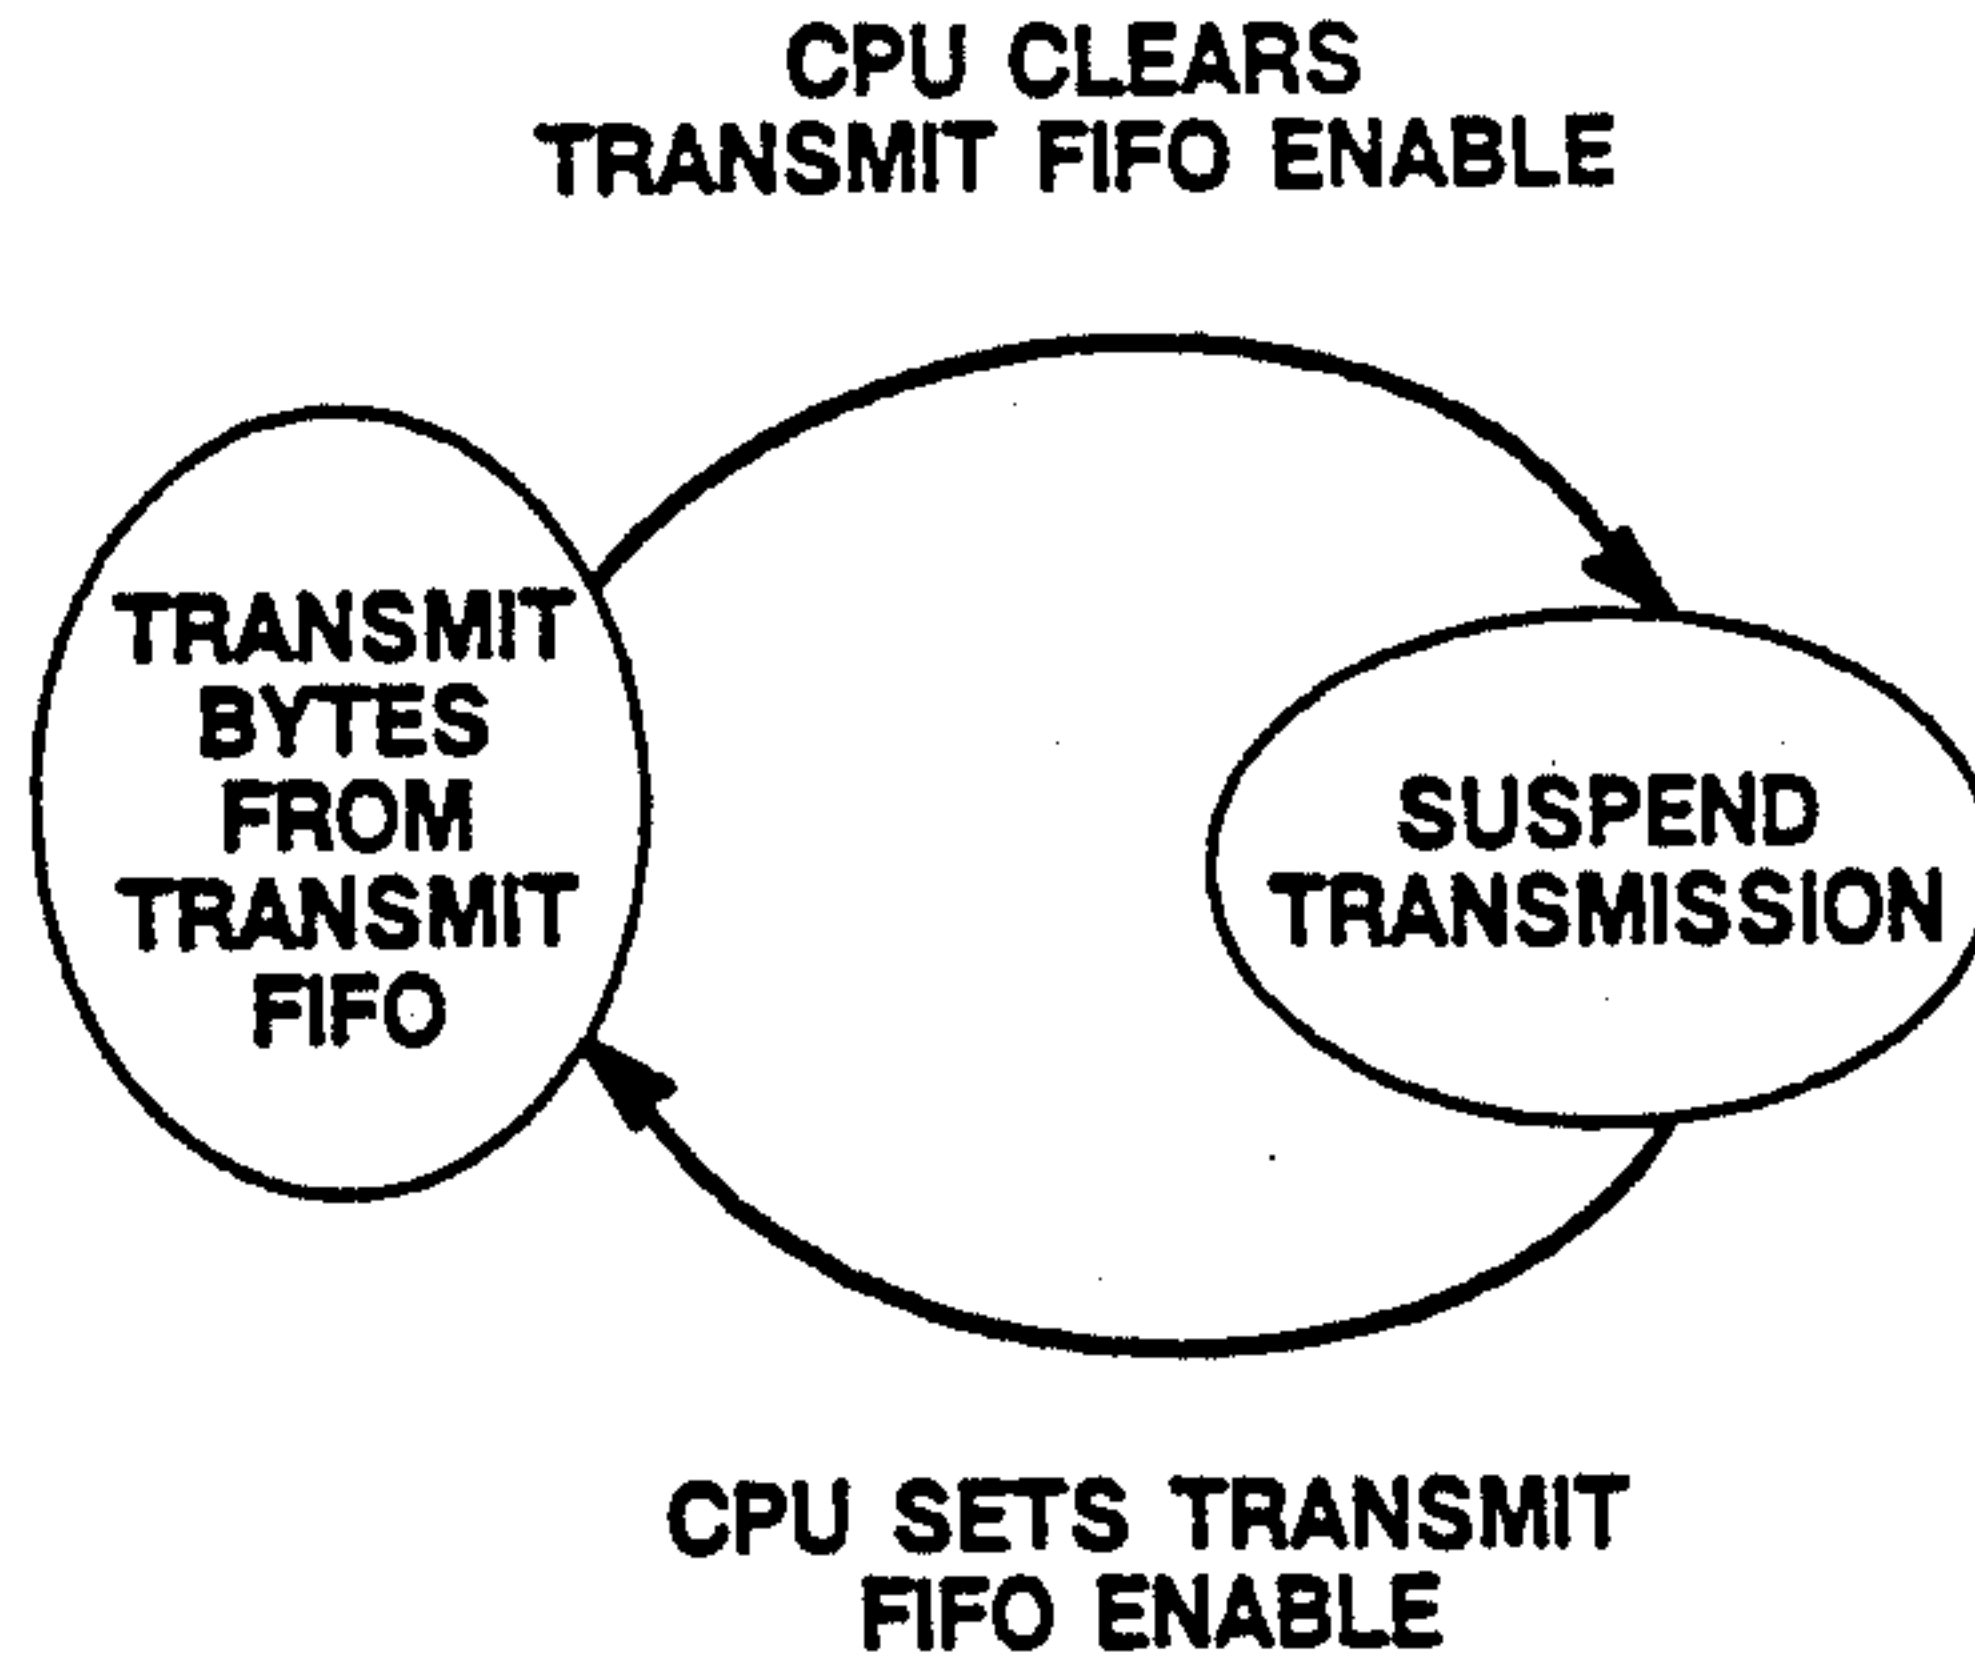 CPU CLEARS
TRANSMIT FIFO ENABLE
TRANSMIT
BYTES
FROM
TRANSMIT
FIFO
SUSPEND
TRANSMISSION
CPU SETS TRANSMIT
FIFO ENABLE